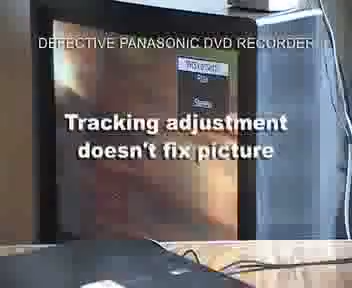 DEFECTIVE PANASONIC DVD RECORDER
Tracking adjustment
doesn't fix picture